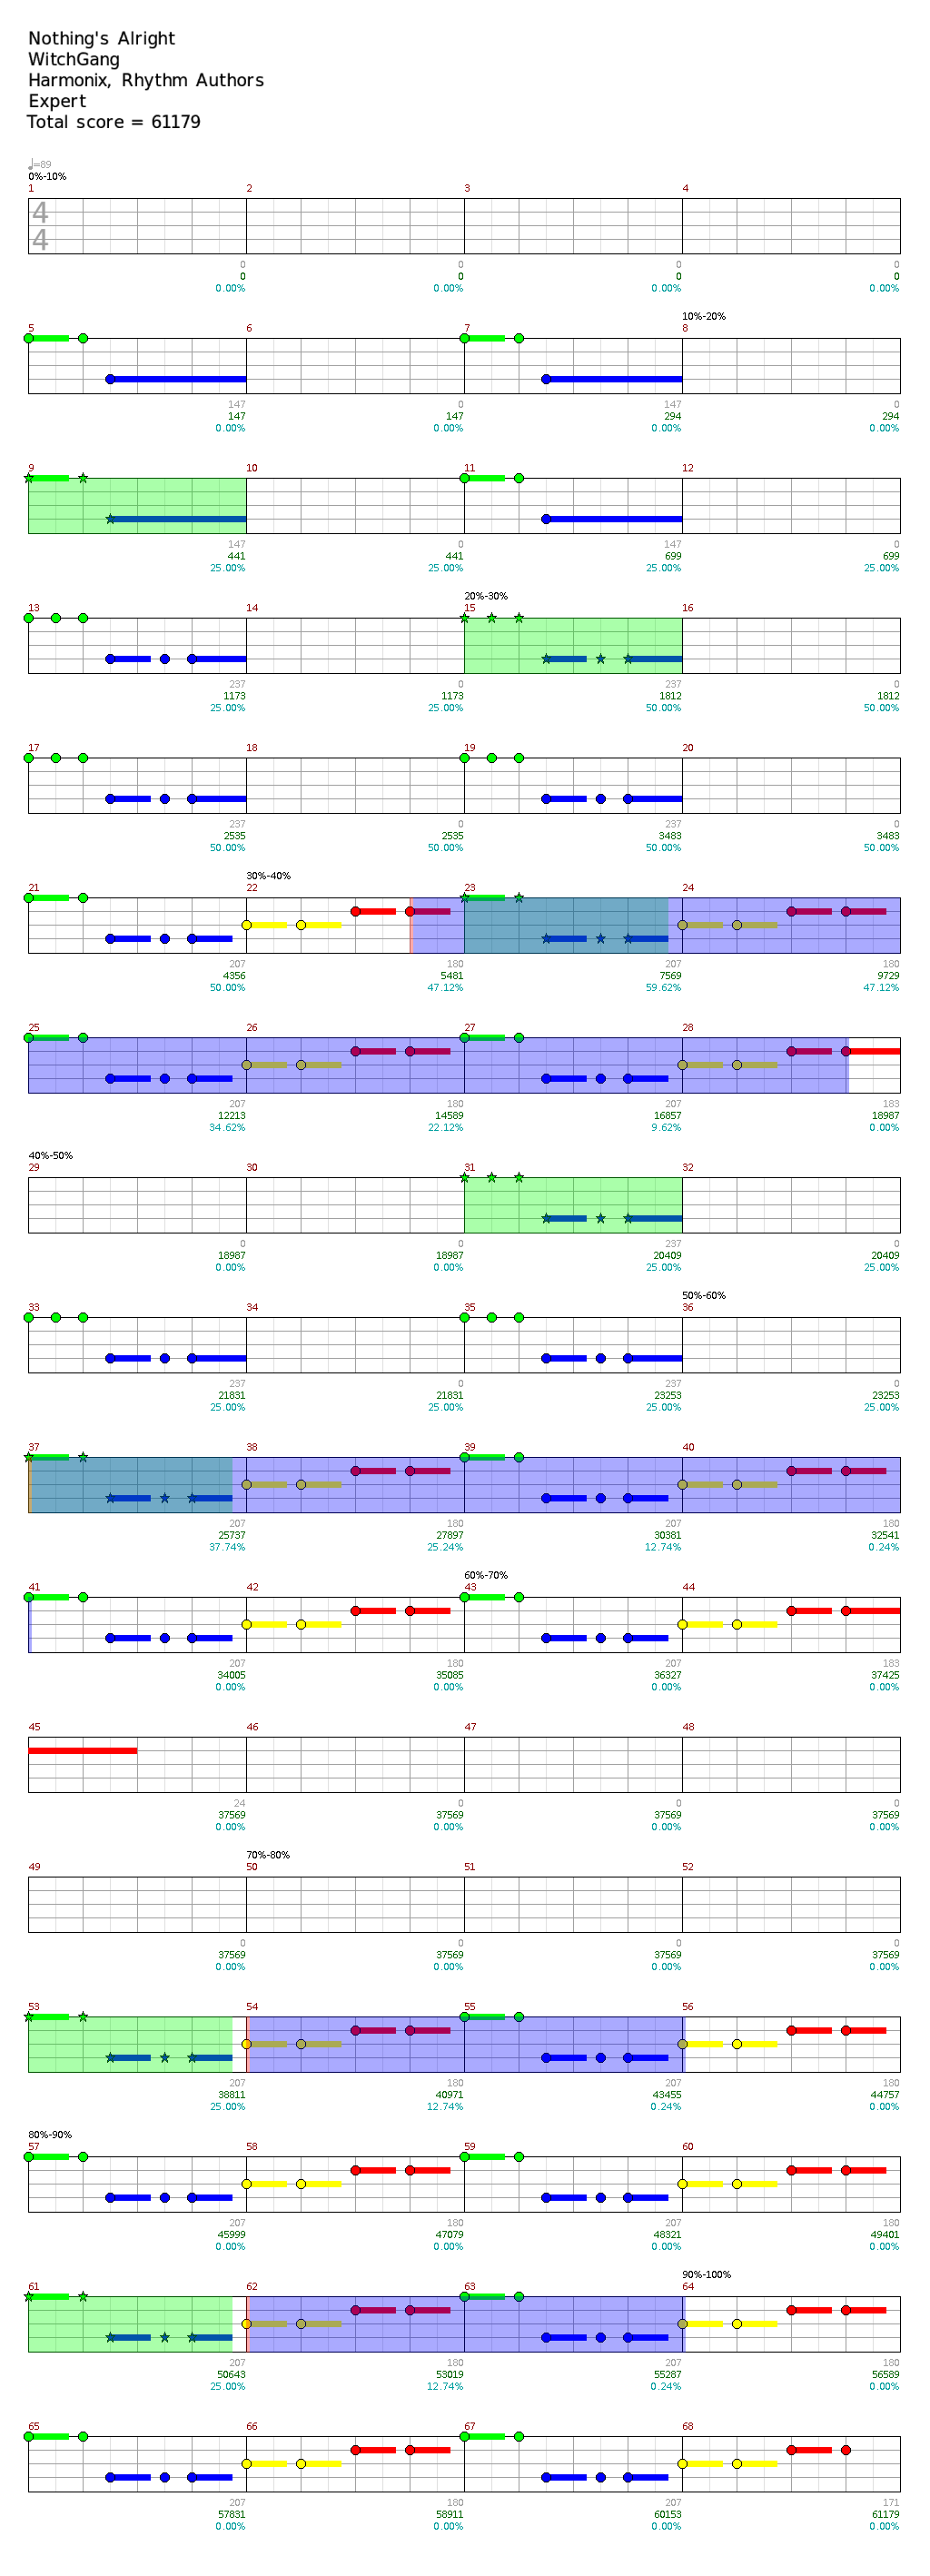 Nothing's Alright
WitchGang
Harmonix, Rhythm Authors
Expert
Total score = 61179
♩=89
0%-10%
1 2 3 4
4
4
0 0 0 0
0 0 0 0
0.00% 0.00% 0.00% 0.00%
10%-20%
5 6 7 8
147 0 147 0
147 147 294 294
0.00% 0.00% 0.00% 0.00%
9 10 11 12
147 0 147 0
441 441 699 699
25.00% 25.00% 25.00% 25.00%
20%-30%
13 14 15 16
237 0 237 0
1173 1173 1812 1812
25.00% 25.00% 50.00% 50.00%
17 18 19 20
237 0 237 0
2535 2535 3483 3483
50.00% 50.00% 50.00% 50.00%
30%-40%
21 22 23 24
207 180 207 180
4356 5481 7569 9729
50.00% 47.12% 59.62% 47.12%
25 26 27 28
207 180 207 183
12213 14589 16857 18987
34.62% 22.12% 9.62% 0.00%
40%-50%
29 30 31 32
0 0 237 0
18987 18987 20409 20409
0.00% 0.00% 25.00% 25.00%
50%-60%
33 34 35 36
237 0 237 0
21831 21831 23253 23253
25.00% 25.00% 25.00% 25.00%
37 38 39 40
207 180 207 180
25737 27897 30381 32541
37.74% 25.24% 12.74% 0.24%
60%-70%
41 42 43 44
207 180 207 183
34005 35085 36327 37425
0.00% 0.00% 0.00% 0.00%
45 46 47 48
24 0 0 0
37569 37569 37569 37569
0.00% 0.00% 0.00% 0.00%
70%-80%
49 50 51 52
0 0 0 0
37569 37569 37569 37569
0.00% 0.00% 0.00% 0.00%
53 54 55 56
207 180 207 180
38811 40971 43455 44757
25.00% 12.74% 0.24% 0.00%
80%-90%
57 58 59 60
207 180 207 180
45999 47079 48321 49401
0.00% 0.00% 0.00% 0.00%
90%-100%
61 62 63 64
207 180 207 180
50643 53019 55287 56589
25.00% 12.74% 0.24% 0.00%
65 66 67 68
207 180 207 171
57831 58911 60153 61179
0.00% 0.00% 0.00% 0.00%